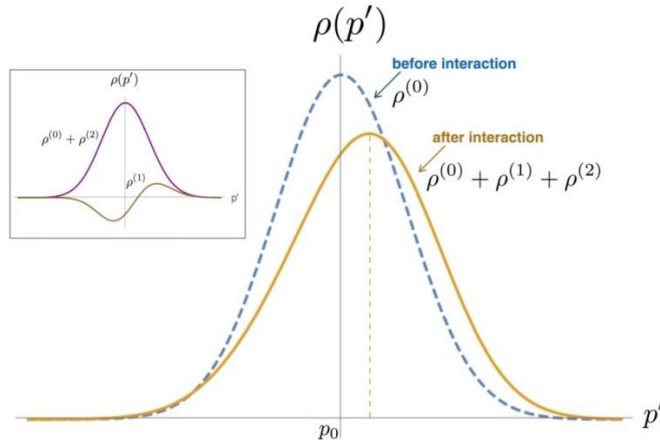 ρ(p′)
before interaction
ρ⁽⁰⁾
after interaction
ρ⁽⁰⁾ + ρ⁽¹⁾ + ρ⁽²⁾
p₀
p′
ρ(p′)
ρ⁽⁰⁾ + ρ⁽²⁾
ρ⁽¹⁾
p′